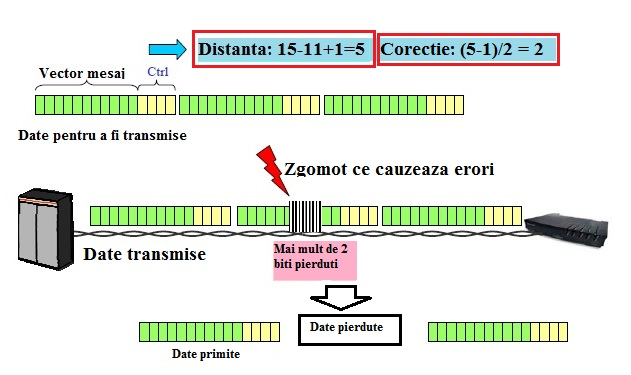 Distanta: 15-11+1=5
Corectie: (5-1)/2 = 2
Vector mesaj
Ctrl
Date pentru a fi transmise
Zgomot ce cauzeaza erori
Date transmise
Mai mult de 2
biti pierduti
Date pierdute
Date primite